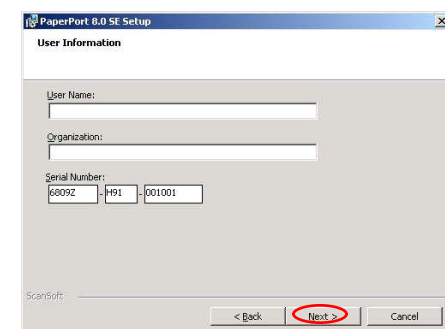 PaperPort 8.0 SE Setup
User Information
User Name:
Organization:
Serial Number:
6809Z - H91 - 001001
ScanSoft
< Back Next > Cancel